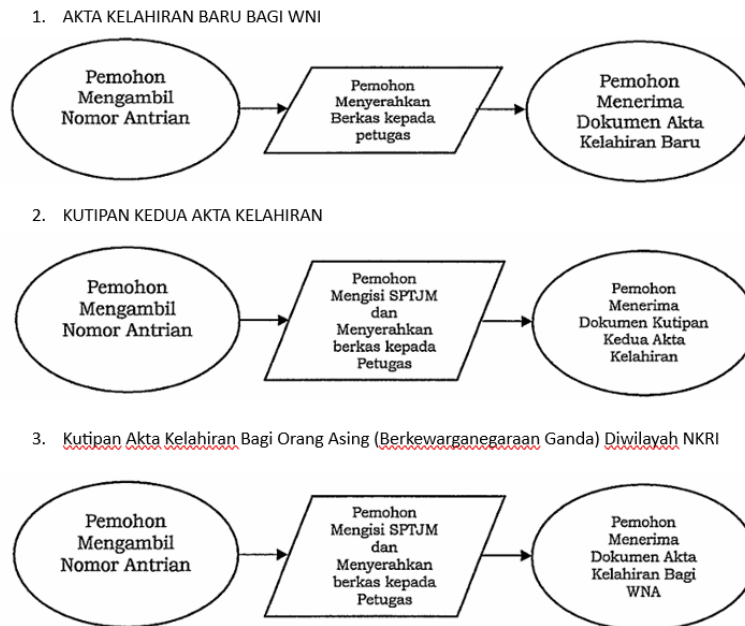 1. AKTA KELAHIRAN BARU BAGI WNI
Pemohon
Mengambil
Nomor Antrian
Pemohon
Menyerahkan
Berkas kepada
petugas
Pemohon
Menerima
Dokumen Akta
Kelahiran Baru
2. KUTIPAN KEDUA AKTA KELAHIRAN
Pemohon
Mengambil
Nomor Antrian
Pemohon
Mengisi SPTJM
dan
Menyerahkan
berkas kepada
Petugas
Pemohon
Menerima
Dokumen Kutipan
Kedua Akta
Kelahiran
3. Kutipan Akta Kelahiran Bagi Orang Asing (Berkewarganegaraan Ganda) Diwilayah NKRI
Pemohon
Mengambil
Nomor Antrian
Pemohon
Mengisi SPTJM
dan
Menyerahkan
berkas kepada
Petugas
Pemohon
Menerima
Dokumen Akta
Kelahiran Bagi
WNA